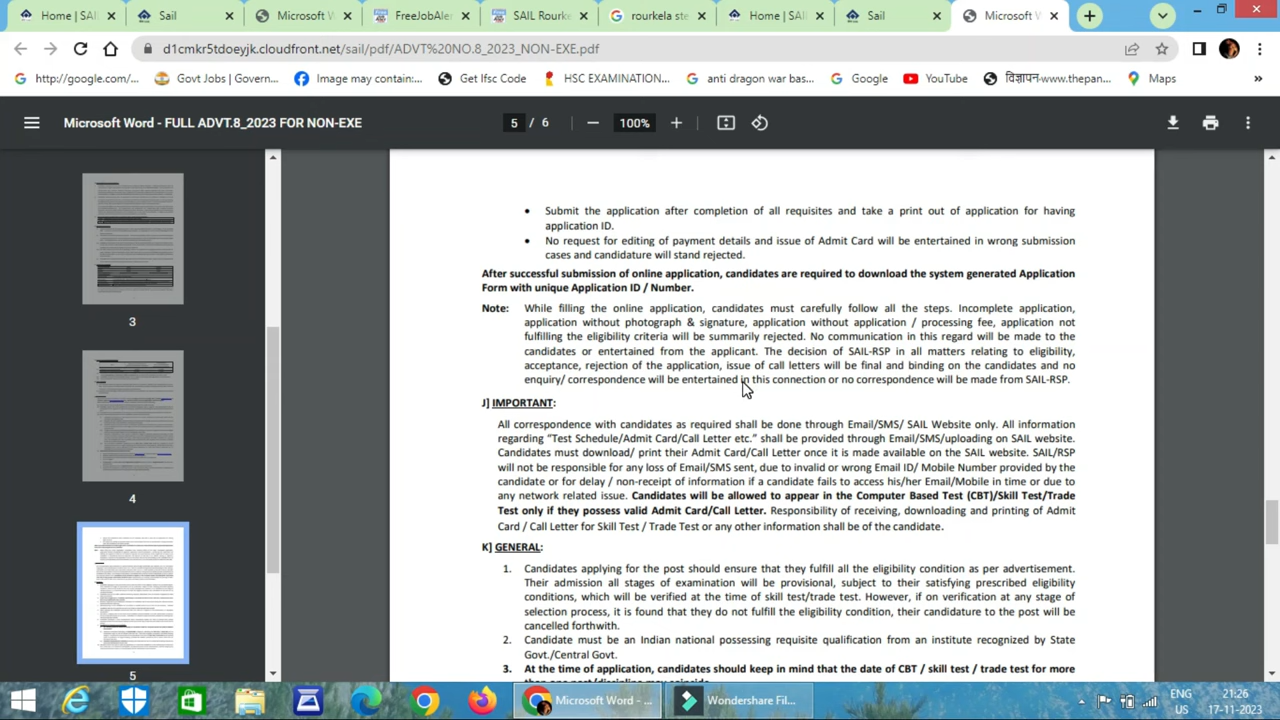 Home | SAI
Sail
Microsoft W
FreeJobAler
SAIL Rourke
rourkela ste
Home | SAI
Sail
Microsoft W
d1cmkr5tdoeyjk.cloudfront.net/sail/pdf/ADVT%20NO.8_2023_NON-EXE.pdf
http://google.com/...
Govt Jobs | Govern...
Image may contain:...
Get Ifsc Code
HSC EXAMINATION...
anti dragon war bas...
Google
YouTube
विज्ञापन-www.thepan...
Maps
»
Microsoft Word - FULL ADVT.8_2023 FOR NON-EXE
5 / 6
100%
3
4
5
• Submit the application after completion of all requisites and take a print out of application for having
application ID.
• No request for editing of payment details and issue of Admit Card will be entertained in wrong submission
cases and candidature will stand rejected.
After successful submission of online application, candidates are required to download the system generated Application
Form with unique Application ID / Number.
Note: While filling the online application, candidates must carefully follow all the steps. Incomplete application,
application without photograph & signature, application without application / processing fee, application not
fulfilling the eligibility criteria will be summarily rejected. No communication in this regard will be made to the
candidates or entertained from the applicant. The decision of SAIL-RSP in all matters relating to eligibility,
acceptance, rejection of the application, issue of call letters will be final and binding on the candidates and no
enquiry/ correspondence will be entertained in this connection or no correspondence will be made from SAIL-RSP.
J] IMPORTANT:
All correspondence with candidates as required shall be done through Email/SMS/ SAIL Website only. All information
regarding "Test Schedule/Admit Card/Call Letter etc." shall be provided through Email/SMS/uploading on SAIL website.
Candidates must download/ print their Admit Card/Call Letter once it is made available on the SAIL website. SAIL/RSP
will not be responsible for any loss of Email/SMS sent, due to invalid or wrong Email ID/ Mobile Number provided by the
candidate or for delay / non-receipt of information if a candidate fails to access his/her Email/Mobile in time or due to
any network related issue. Candidates will be allowed to appear in the Computer Based Test (CBT)/Skill Test/Trade
Test only if they possess valid Admit Card/Call Letter. Responsibility of receiving, downloading and printing of Admit
Card / Call Letter for Skill Test / Trade Test or any other information shall be of the candidate.
K] GENERAL:
1. Candidates applying for the post should ensure that they fulfill all the eligibility condition as per advertisement.
Their admission all stages of examination will be provisional, subject to their satisfying prescribed eligibility
conditions, which will be verified at the time of skill test/trade test. However, if on verification at any stage of
selection process, it is found that they do not fulfill the eligibility condition, their candidature to the post will be
cancelled forthwith.
2. Candidate must be an Indian national possessing requisite qualification from an institute recognized by State
Govt./Central Govt.
3. At the time of application, candidates should keep in mind that the date of CBT / skill test / trade test for more
than one post/discipline may coincide.
Microsoft Word - ...
Wondershare Fil...
ENG
US
21:26
17-11-2023